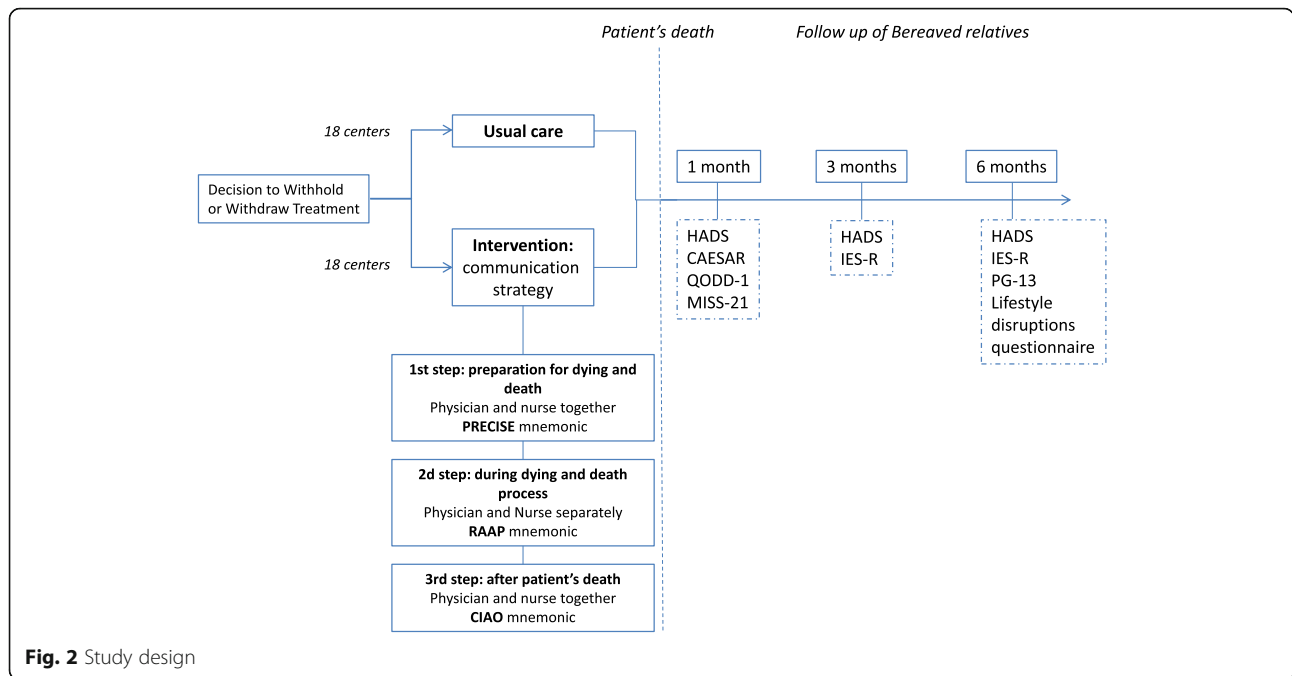 Patient’s death
Follow up of Bereaved relatives
18 centers
Usual care
Decision to Withhold
or Withdraw Treatment
18 centers
Intervention:
communication
strategy
1st step: preparation for dying and
death
Physician and nurse together
PRECISE mnemonic
2d step: during dying and death
process
Physician and Nurse separately
RAAP mnemonic
3rd step: after patient’s death
Physician and nurse together
CIAO mnemonic
1 month
HADS
CAESAR
QODD-1
MISS-21
3 months
HADS
IES-R
6 months
HADS
IES-R
PG-13
Lifestyle
disruptions
questionnaire
Fig. 2 Study design